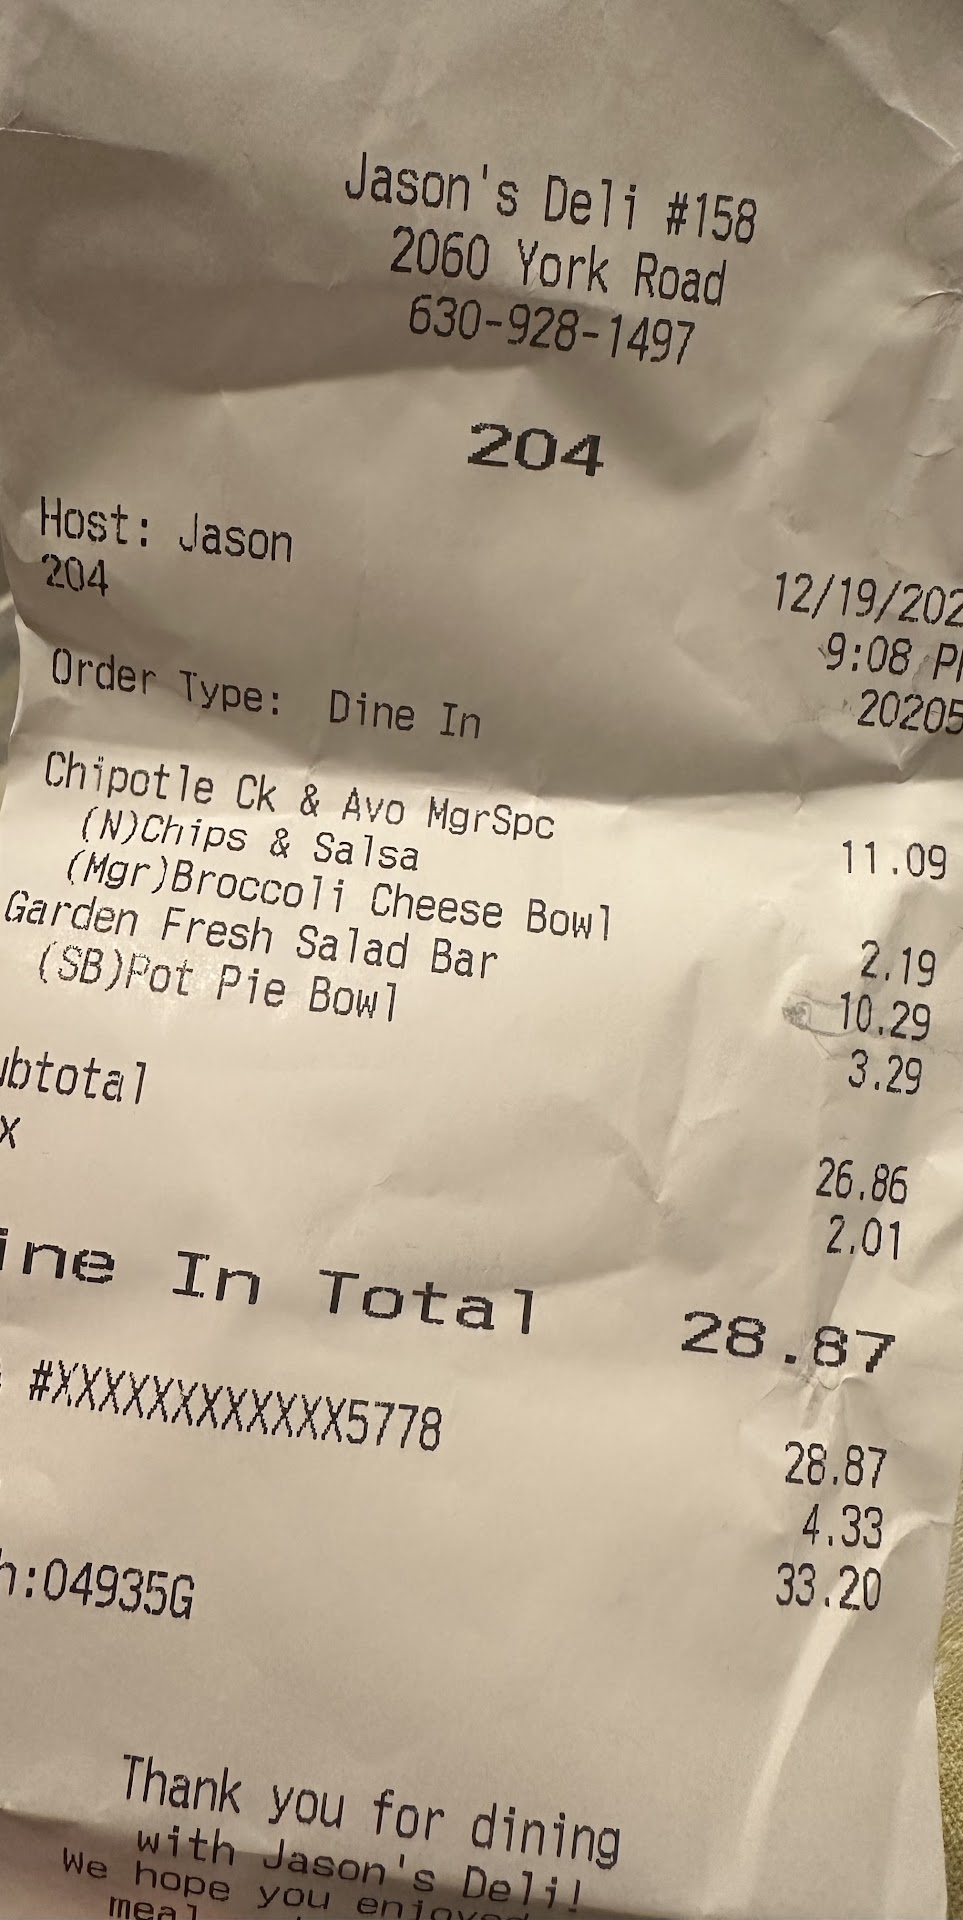 Jason's Deli #158
2060 York Road
630-928-1497
204
Host: Jason
204
12/19/202
9:08 P
20205
Order Type: Dine In
Chipotle Ck & Avo MgrSpc 11.09
(N)Chips & Salsa
(Mgr)Broccoli Cheese Bowl 2.19
Garden Fresh Salad Bar 10.29
(SB)Pot Pie Bowl 3.29
ubtotal 26.86
x 2.01
ine In Total 28.87
#XXXXXXXXXXXX5778 28.87
4.33
33.20
h:04935G
Thank you for dining
with Jason's Deli!
We hope you enjoyed
meal